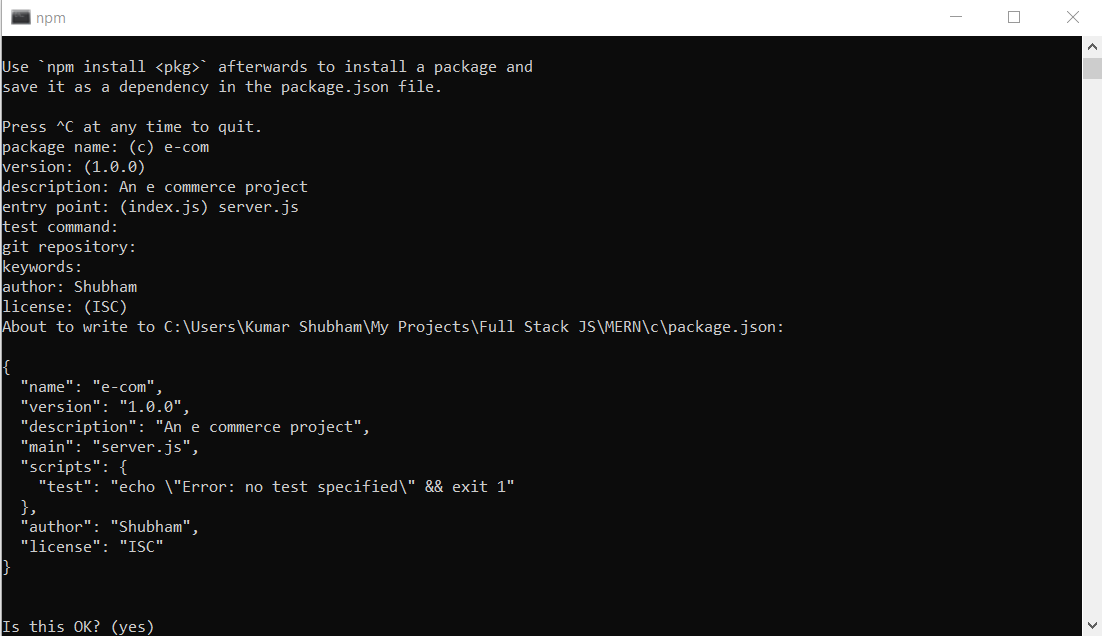 npm
Use `npm install <pkg>` afterwards to install a package and
save it as a dependency in the package.json file.
Press ^C at any time to quit.
package name: (c) e-com
version: (1.0.0)
description: An e commerce project
entry point: (index.js) server.js
test command:
git repository:
keywords:
author: Shubham
license: (ISC)
About to write to C:\Users\Kumar Shubham\My Projects\Full Stack JS\MERN\c\package.json:
{
  "name": "e-com",
  "version": "1.0.0",
  "description": "An e commerce project",
  "main": "server.js",
  "scripts": {
    "test": "echo \"Error: no test specified\" && exit 1"
  },
  "author": "Shubham",
  "license": "ISC"
}
Is this OK? (yes)